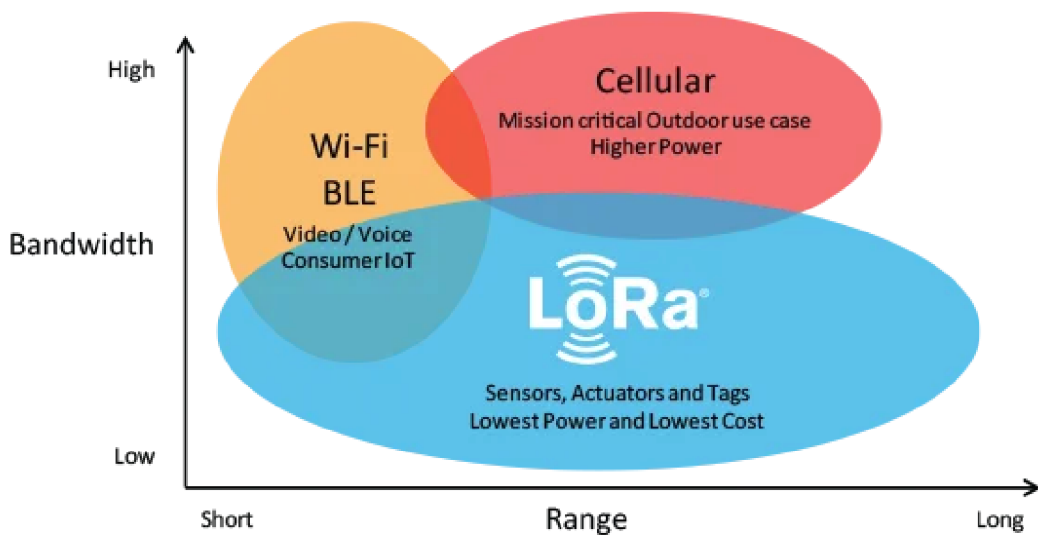 High
Bandwidth
Low
Wi-Fi
BLE
Video / Voice
Consumer IoT
Cellular
Mission critical Outdoor use case
Higher Power
LoRa®
Sensors, Actuators and Tags
Lowest Power and Lowest Cost
Short
Range
Long